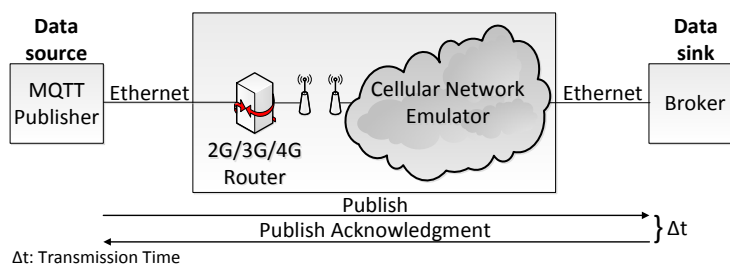 Data
source
MQTT
Publisher
Ethernet
2G/3G/4G
Router
Cellular Network
Emulator
Ethernet
Data
sink
Broker
Publish
Publish Acknowledgment
Δt
Δt: Transmission Time